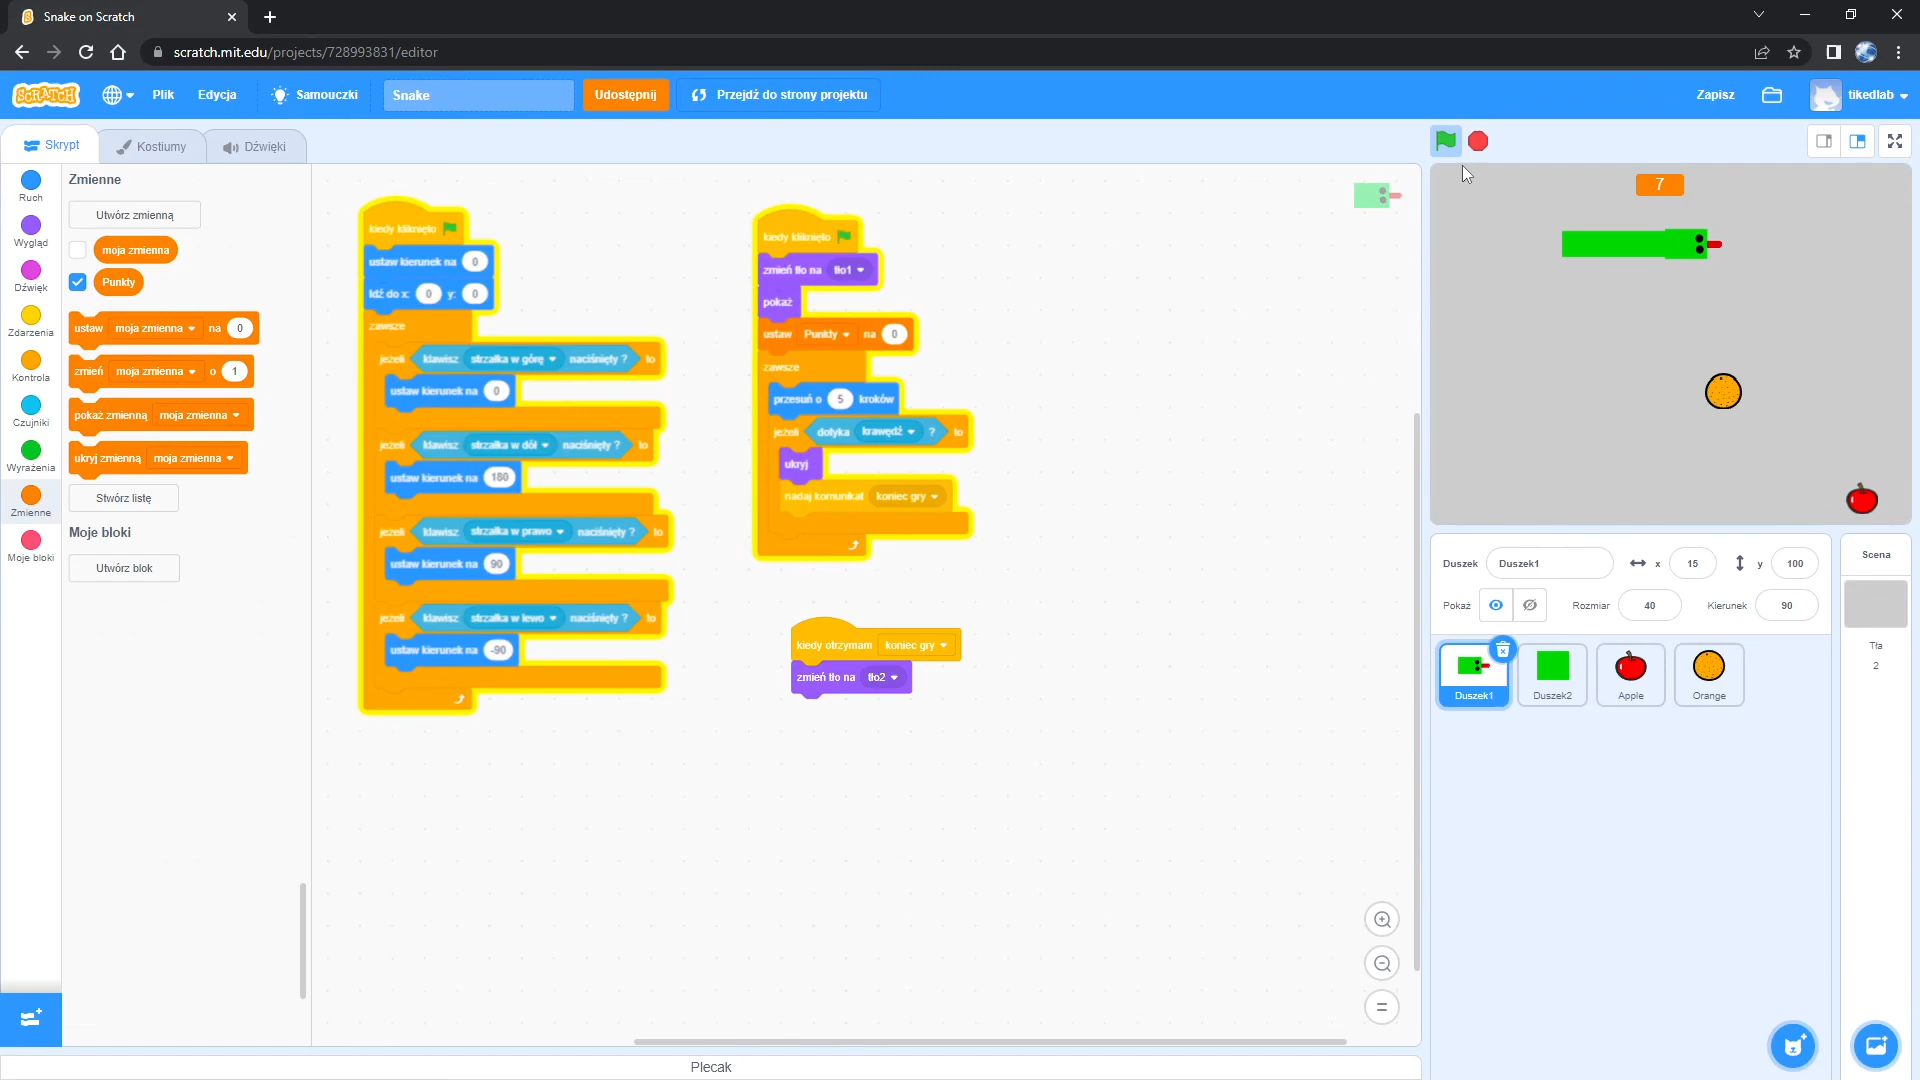 Snake on Scratch
scratch.mit.edu/projects/728993831/editor
SCRATCH
Plik
Edycja
Samouczki
Snake
Udostępnij
Przejdź do strony projektu
Zapisz
tikedlab
Skrypt
Kostiumy
Dźwięki
Ruch
Wygląd
Dźwięk
Zdarzenia
Kontrola
Czujniki
Wyrażenia
Zmienne
Moje bloki
Zmienne
Utwórz zmienną
moja zmienna
Punkty
ustaw moja zmienna na 0
zmień moja zmienna o 1
pokaż zmienną moja zmienna
ukryj zmienną moja zmienna
Stwórz listę
Moje bloki
Utwórz blok
kiedy kliknięto
ustaw kierunek na 0
Idź do x: 0 y: 0
zawsze
jeżeli klawisz strzałka w górę naciśnięty ? to
ustaw kierunek na 0
jeżeli klawisz strzałka w dół naciśnięty ? to
ustaw kierunek na 180
jeżeli klawisz strzałka w prawo naciśnięty ? to
ustaw kierunek na 90
jeżeli klawisz strzałka w lewo naciśnięty ? to
ustaw kierunek na -90
kiedy kliknięto
zmień tło na tło1
pokaż
ustaw Punkty na 0
zawsze
przesuń o 5 kroków
jeżeli dotyka krawędź ? to
ukryj
nadaj komunikat koniec gry
kiedy otrzymam koniec gry
zmień tło na tło2
7
Duszek Duszek1 x 15 y 100
Pokaż Rozmiar 40 Kierunek 90
Duszek1
Duszek2
Apple
Orange
Scena
Tła
2
Plecak